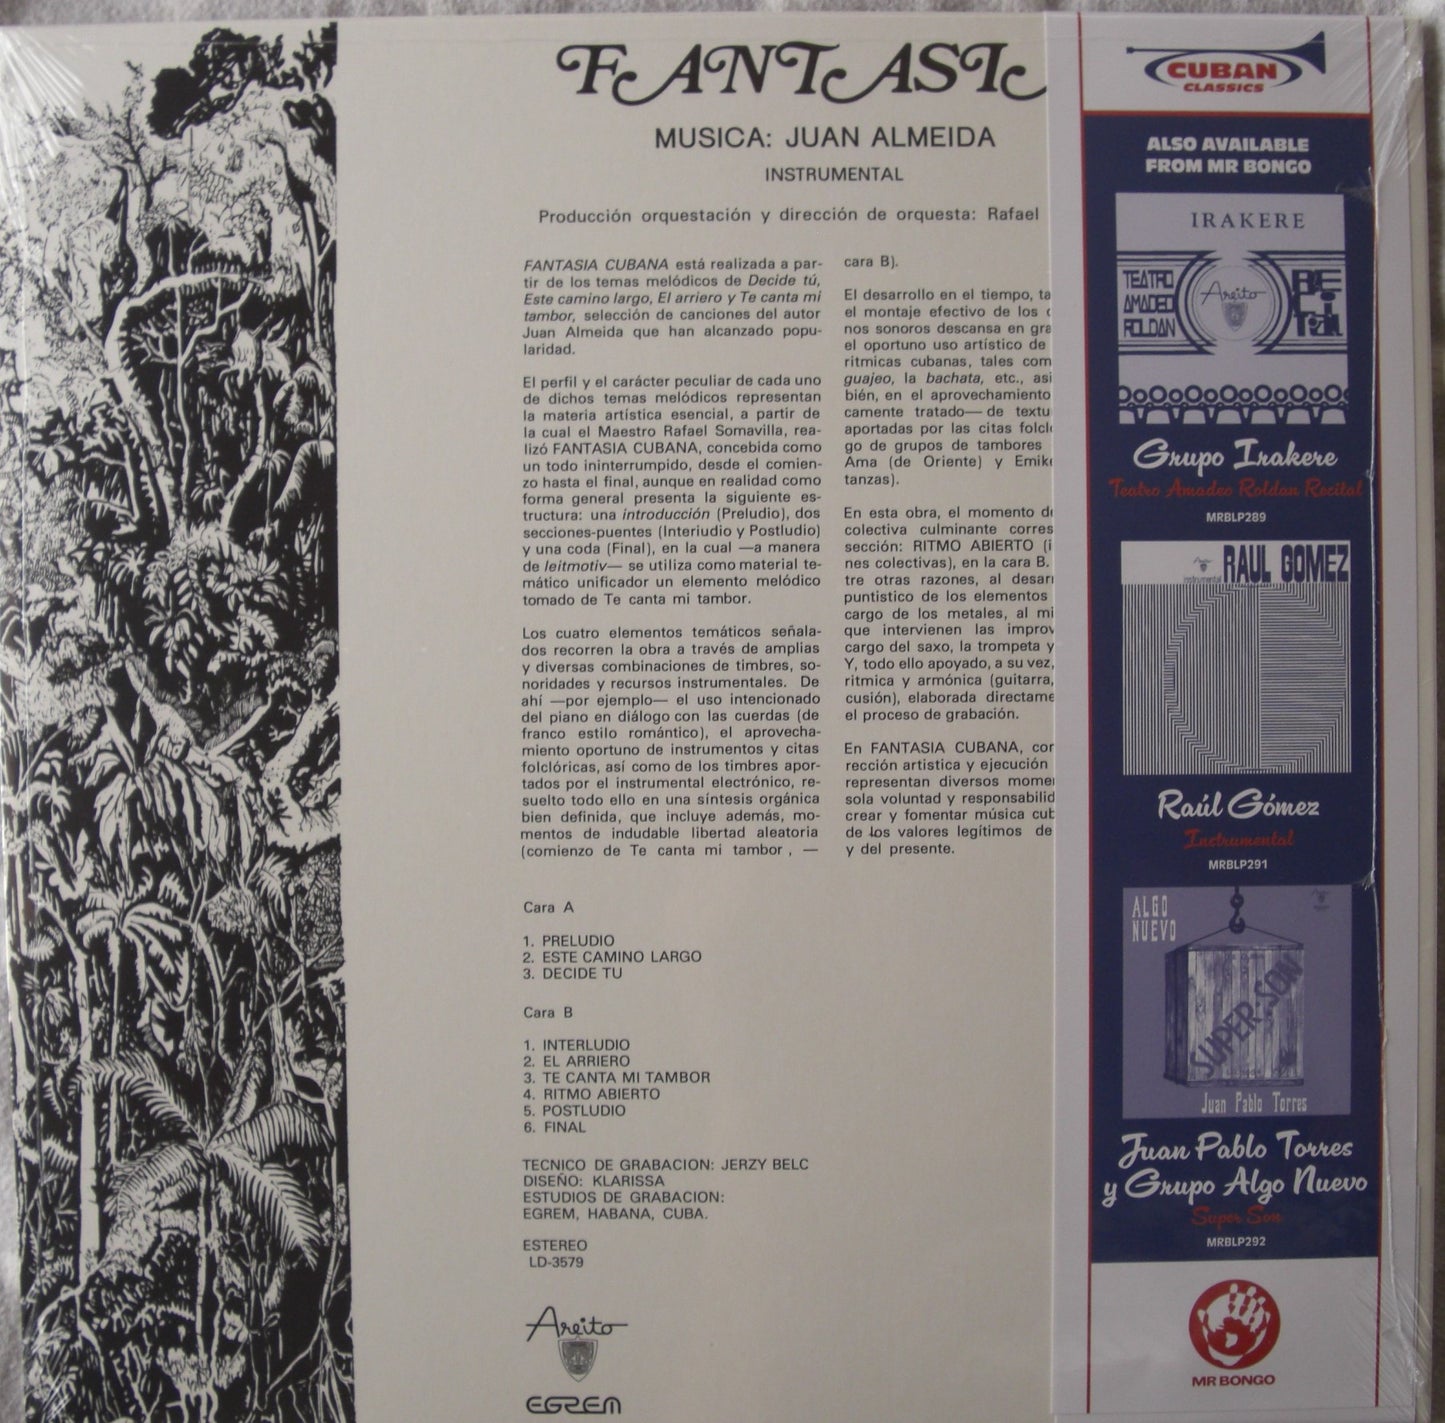 FANTASI
MUSICA: JUAN ALMEIDA
INSTRUMENTAL
Producción orquestación y dirección de orquesta: Rafael
FANTASIA CUBANA está realizada a par-
tir de los temas melódicos de Decide tú,
Este camino largo, El arriero y Te canta mi
tambor, selección de canciones del autor
Juan Almeida que han alcanzado popu-
laridad.
El perfil y el carácter peculiar de cada uno
de dichos temas melódicos representan
la materia artística esencial, a partir de
la cual el Maestro Rafael Somavilla, rea-
lizó FANTASIA CUBANA, concebida como
un todo ininterrumpido, desde el comien-
zo hasta el final, aunque en realidad como
forma general presenta la siguiente es-
tructura: una introducción (Preludio), dos
secciones-puentes (Interiudio y Postludio)
y una coda (Final), en la cual —a manera
de leitmotiv— se utiliza como material te-
mático unificador un elemento melódico
tomado de Te canta mi tambor.
Los cuatro elementos temáticos señala-
dos recorren la obra a través de amplias
y diversas combinaciones de timbres, so-
noridades y recursos instrumentales. De
ahí —por ejemplo— el uso intencionado
del piano en diálogo con las cuerdas (de
franco estilo romántico), el aprovecha-
miento oportuno de instrumentos y citas
folclóricas, así como de los timbres apor-
tados por el instrumental electrónico, re-
suelto todo ello en una síntesis orgánica
bien definida, que incluye además, mo-
mentos de indudable libertad aleatoria
(comienzo de Te canta mi tambor , —
cara B).
El desarrollo en el tiempo, ta
el montaje efectivo de los
nos sonoros descansa en gra
el oportuno uso artístico de
rítmicas cubanas, tales com
guajeo, la bachata, etc., asi
bién, en el aprovechamiento
camente tratado— de textu
aportadas por las citas folcl
go de grupos de tambores
Ama (de Oriente) y Emik
tanzas).
En esta obra, el momento d
colectiva culminante corres
sección: RITMO ABIERTO (i
nes colectivas), en la cara B.
tre otras razones, al desar
puntistico de los elementos
cargo de los metales, al mi
que intervienen las improv
cargo del saxo, la trompeta y
Y, todo ello apoyado, a su vez,
ritmica y armónica (guitarra,
cusión), elaborada directame
el proceso de grabación.
En FANTASIA CUBANA, cor
rección artistica y ejecución
representan diversos mome
sola voluntad y responsabilid
crear y fomentar música cub
de los valores legítimos de
y del presente.
Cara A
1. PRELUDIO
2. ESTE CAMINO LARGO
3. DECIDE TU
Cara B
1. INTERLUDIO
2. EL ARRIERO
3. TE CANTA MI TAMBOR
4. RITMO ABIERTO
5. POSTLUDIO
6. FINAL
TECNICO DE GRABACION: JERZY BELC
DISEÑO: KLARISSA
ESTUDIOS DE GRABACION:
EGREM, HABANA, CUBA.
ESTEREO
LD-3579
Areito
EGREM
CUBAN
CLASSICS
ALSO AVAILABLE
FROM MR BONGO
IRAKERE
TEATRO
AMADEO
ROLDAN
Areito
RECITAL
Grupo Irakere
Teatro Amadeo Roldan Recital
MRBLP289
Areito
instrumental RAUL GOMEZ
Raúl Gómez
Instrumental
MRBLP291
ALGO
NUEVO
Areito
SUPER-SON
Juan Pablo Torres
Juan Pablo Torres
y Grupo Algo Nuevo
Super Son
MRBLP292
MR BONGO